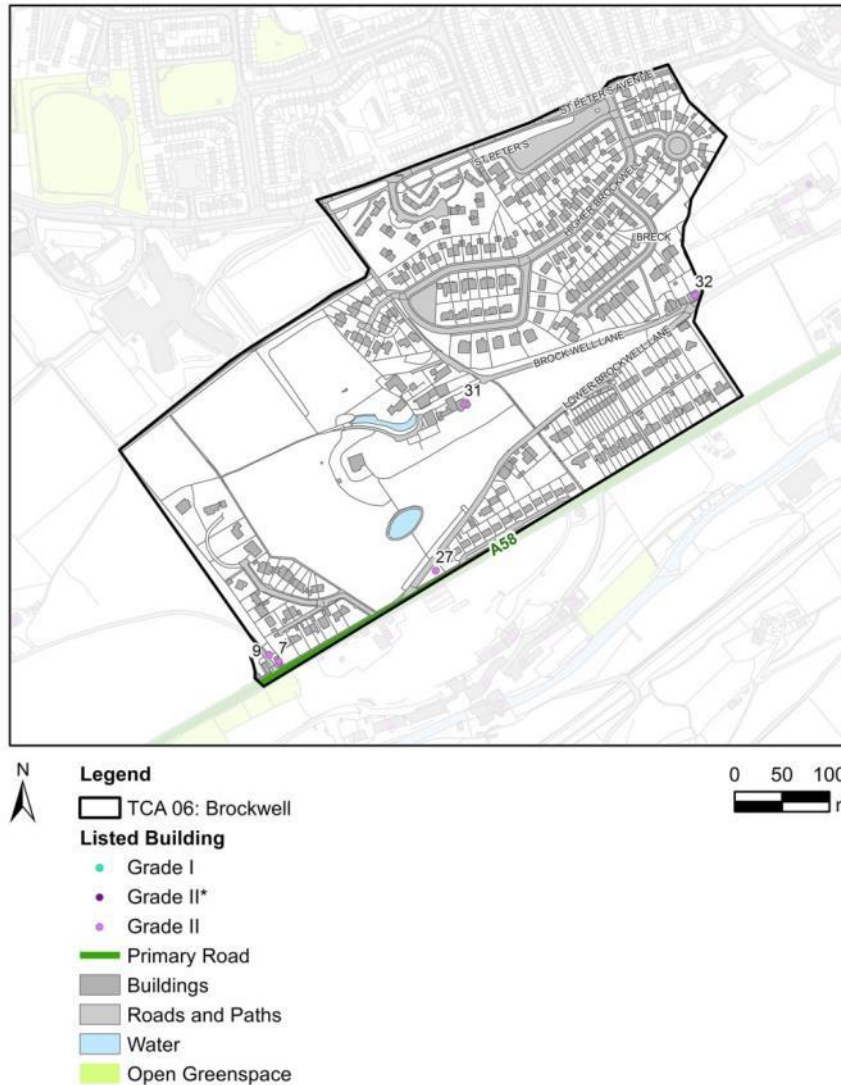 ST PETER'S AVENUE
ST PETER'S
HIGHER BROCKWELL
BRECK
32
BROCK WELL LANE
LOWER BROCKWELL LANE
31
27
A58
9
7
N
Legend
0 50 100
TCA 06: Brockwell
Listed Building
Grade I
Grade II*
Grade II
Primary Road
Buildings
Roads and Paths
Water
Open Greenspace